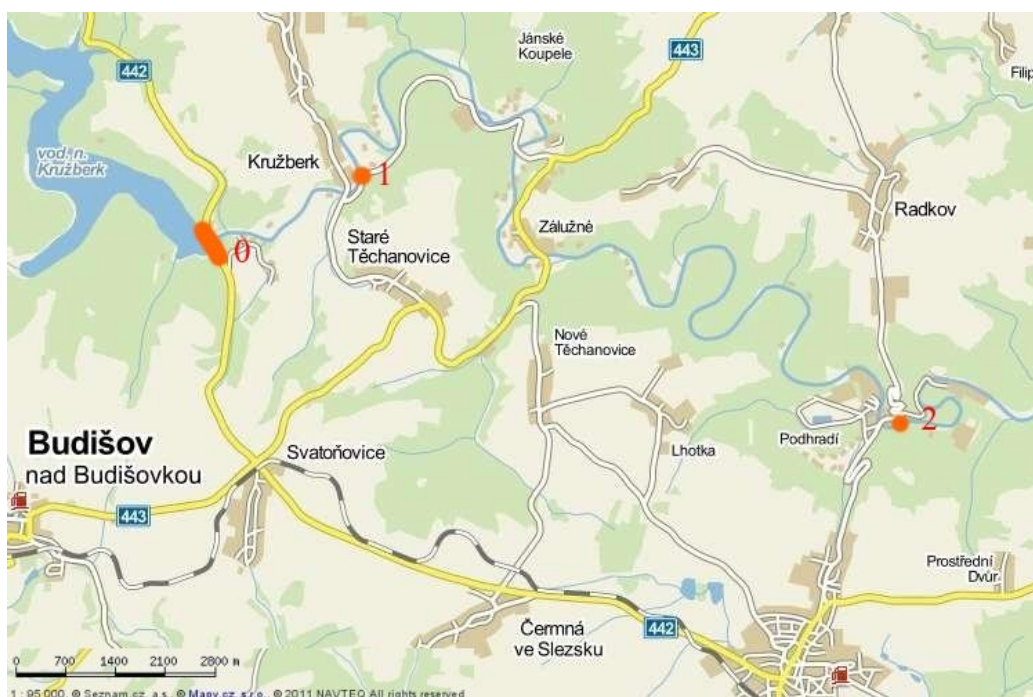 442
443
Jánské
Koupele
Filip
vod. n.
Kružberk
Kružberk
1
Radkov
0
Staré
Těchanovice
Zálužné
Nové
Těchanovice
2
Podhradí
Lhotka
Budišov
nad Budišovkou
Svatoňovice
443
Prostřední
Dvůr
Čermná
ve Slezsku
442
0 700 1400 2100 2800 m
1 : 95 000 © Seznam.cz, a.s., © Mapy.cz, s.r.o., © 2011 NAVTEQ All rights reserved